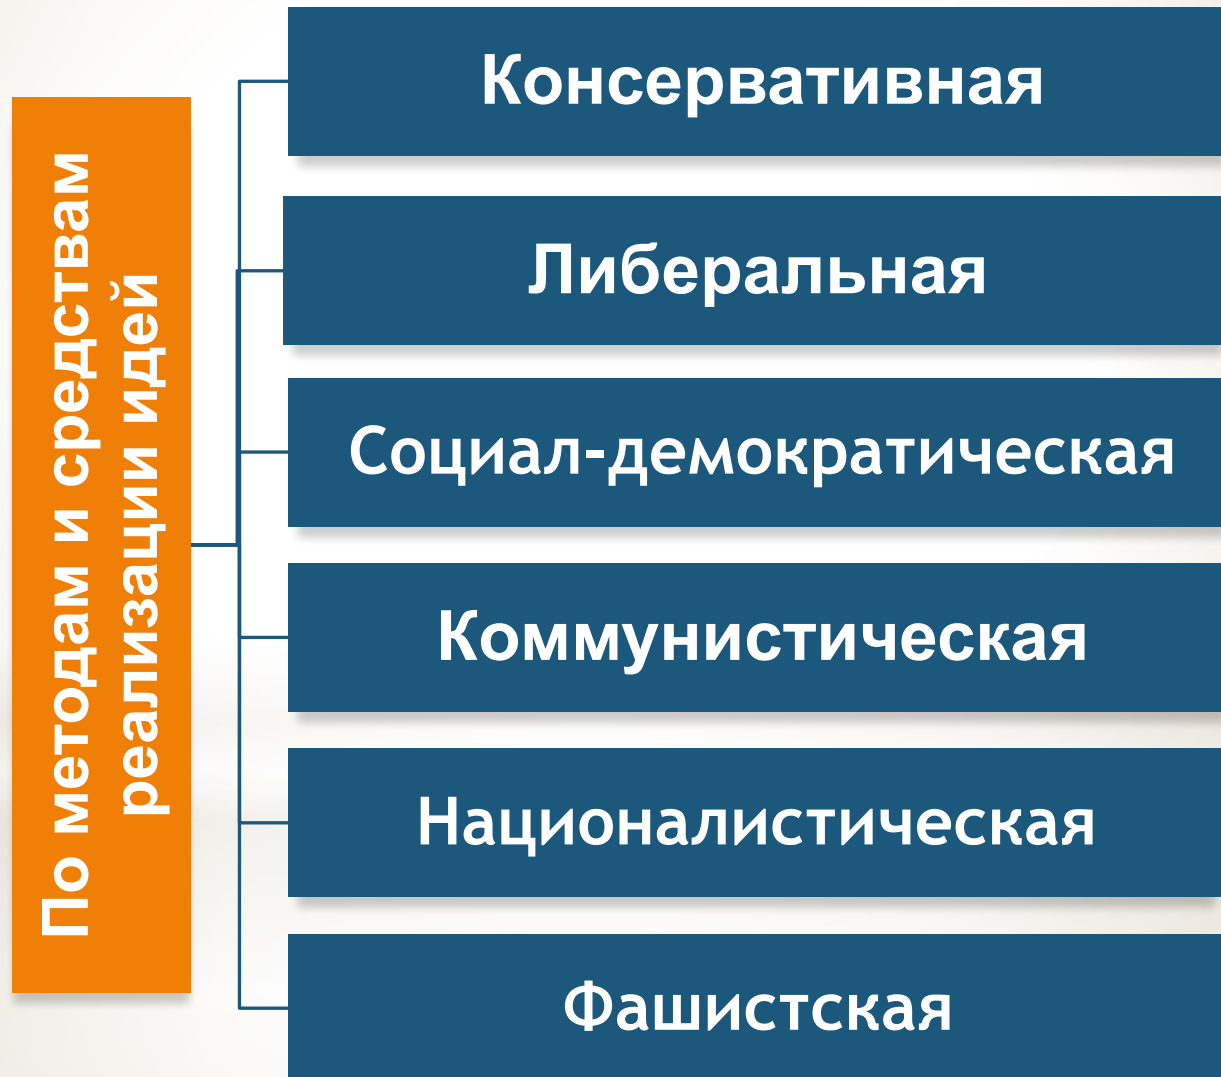 По методам и средствам
реализации идей
Консервативная
Либеральная
Социал-демократическая
Коммунистическая
Националистическая
Фашистская